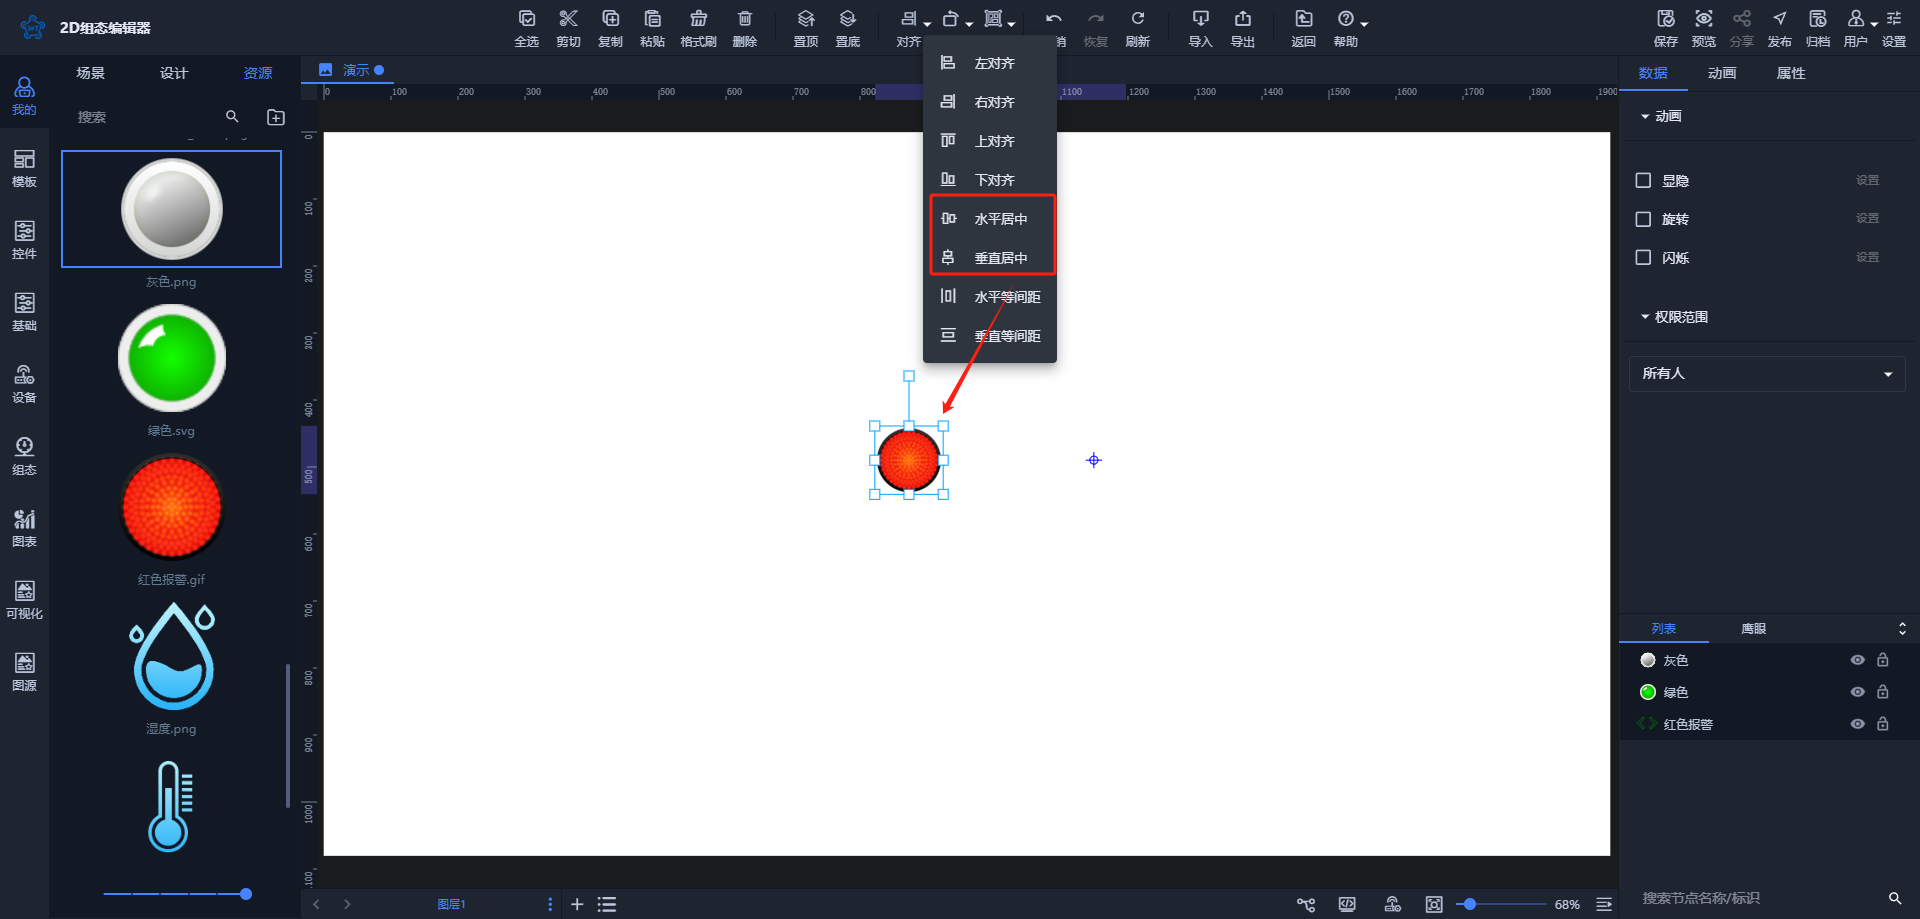 2D组态编辑器
全选
剪切
复制
粘贴
格式刷
删除
置顶
置底
对齐
恢复
刷新
导入
导出
返回
帮助
保存
预览
分享
发布
归档
用户
设置
我的
模板
控件
基础
设备
组态
图表
可视化
图源
场景
设计
资源
搜索
灰色.png
绿色.svg
红色报警.gif
湿度.png
演示
0
100
200
300
400
500
600
700
800
1100
1200
1300
1400
1500
1600
1700
1800
1900
0
100
200
300
400
500
600
700
800
900
1000
左对齐
右对齐
上对齐
下对齐
水平居中
垂直居中
水平等间距
垂直等间距
图层1
68%
数据
动画
属性
动画
显隐 设置
旋转 设置
闪烁 设置
权限范围
所有人
列表
鹰眼
灰色
绿色
红色报警
搜索节点名称/标识